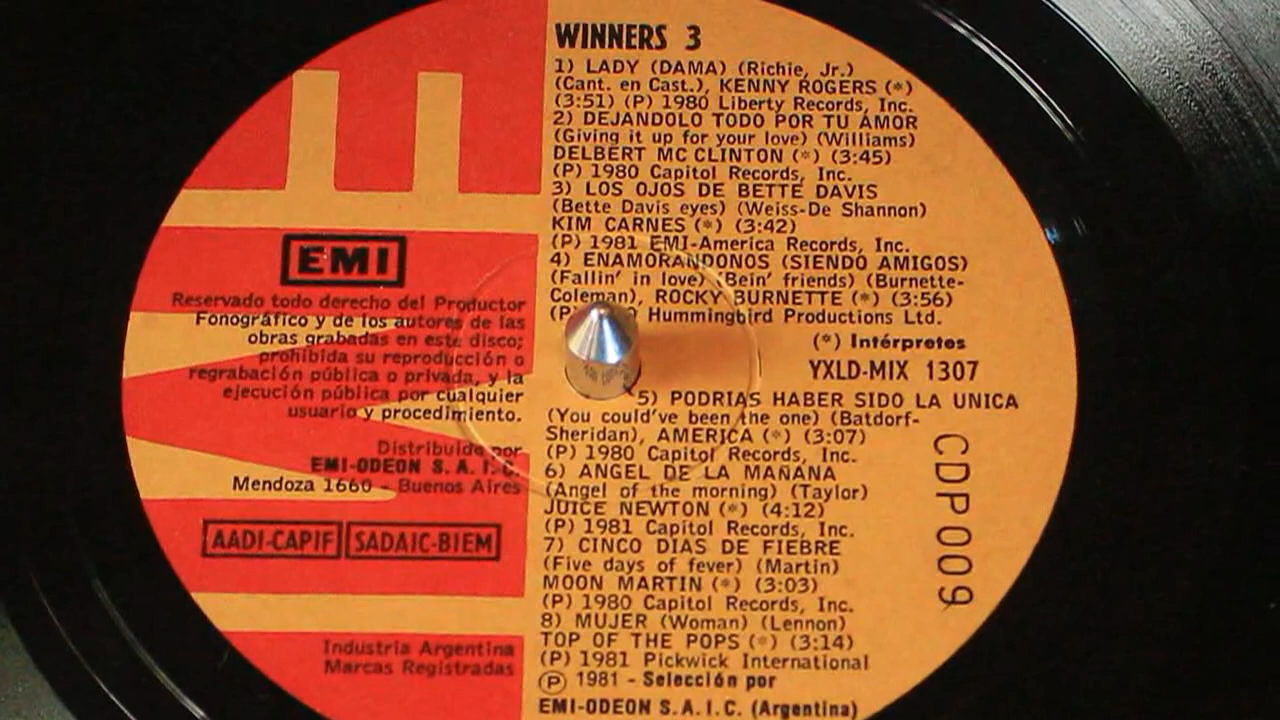 WINNERS 3
1) LADY (DAMA) (Richie, Jr.)
(Cant. en Cast.), KENNY ROGERS (*)
(3:51) (P) 1980 Liberty Records, Inc.
2) DEJANDOLO TODO POR TU AMOR
(Giving it up for your love) (Williams)
DELBERT MC CLINTON (*) (3:45)
(P) 1980 Capitol Records, Inc.
3) LOS OJOS DE BETTE DAVIS
(Bette Davis eyes) (Weiss-De Shannon)
KIM CARNES (*) (3:42)
(P) 1981 EMI-America Records, Inc.
4) ENAMORANDONOS (SIENDO AMIGOS)
(Fallin' in love) (Bein' friends) (Burnette-
Coleman), ROCKY BURNETTE (*) (3:56)
(P) Hummingbird Productions Ltd.
(*) Intérpretes
YXLD-MIX 1307
5) PODRIAS HABER SIDO LA UNICA
(You could've been the one) (Batdorf-
Sheridan), AMERICA (*) (3:07)
(P) 1980 Capitol Records, Inc.
6) ANGEL DE LA MAÑANA
(Angel of the morning) (Taylor)
JUICE NEWTON (*) (4:12)
(P) 1981 Capitol Records, Inc.
7) CINCO DIAS DE FIEBRE
(Five days of fever) (Martin)
MOON MARTIN (*) (3:03)
(P) 1980 Capitol Records, Inc.
8) MUJER (Woman) (Lennon)
TOP OF THE POPS (*) (3:14)
(P) 1981 Pickwick International
Ⓟ 1981 - Selección por
EMI-ODEON S.A.I.C. (Argentina)
CDP009
EMI
Reservado todo derecho del Productor
Fonográfico y de los autores de las
obras grabadas en este disco;
prohibida su reproducción o
regrabación pública o privada, y la
ejecución pública por cualquier
usuario y procedimiento.
Distribuído por
EMI-ODEON S.A.I.C.
Mendoza 1660 - Buenos Aires
AADI-CAPIF SADAIC-BIEM
Industria Argentina
Marcas Registradas